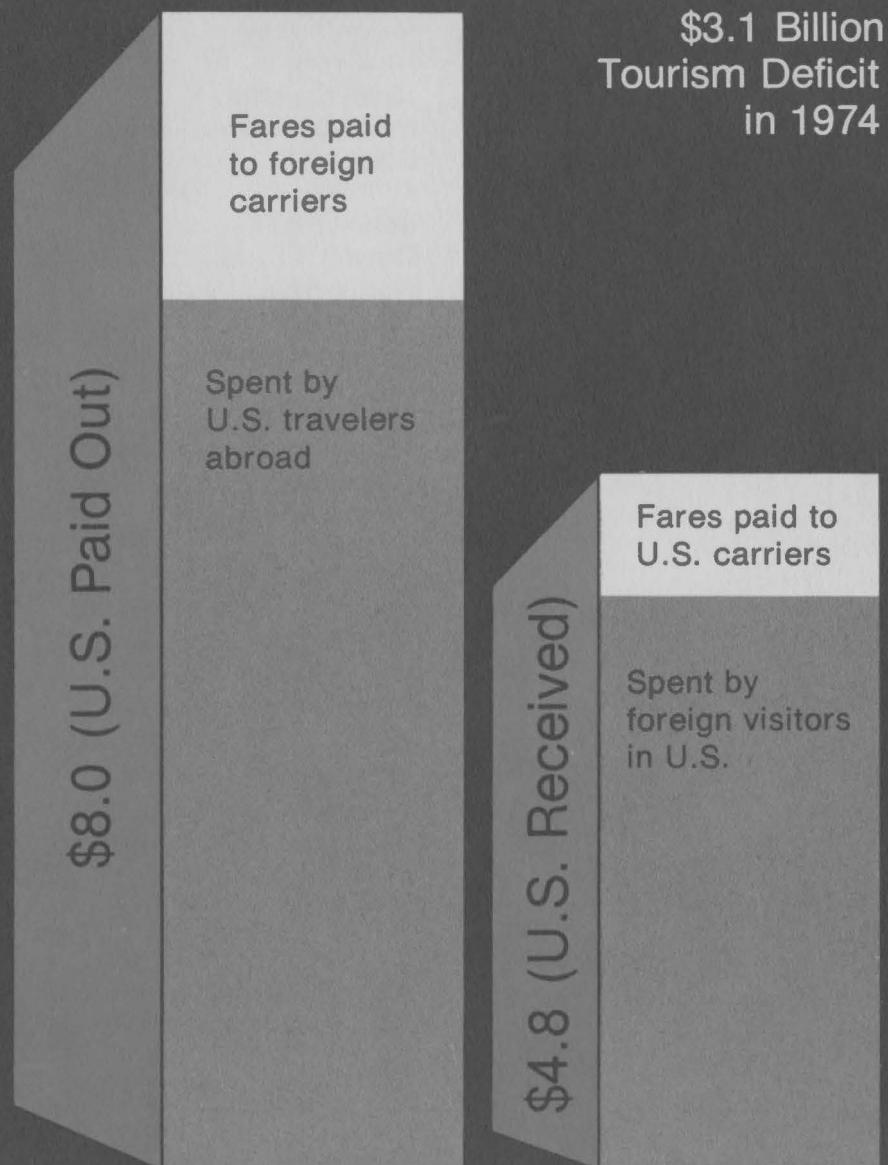 $3.1 Billion
Tourism Deficit
in 1974
$8.0 (U.S. Paid Out)
Fares paid
to foreign
carriers
Spent by
U.S. travelers
abroad
$4.8 (U.S. Received)
Fares paid to
U.S. carriers
Spent by
foreign visitors
in U.S.